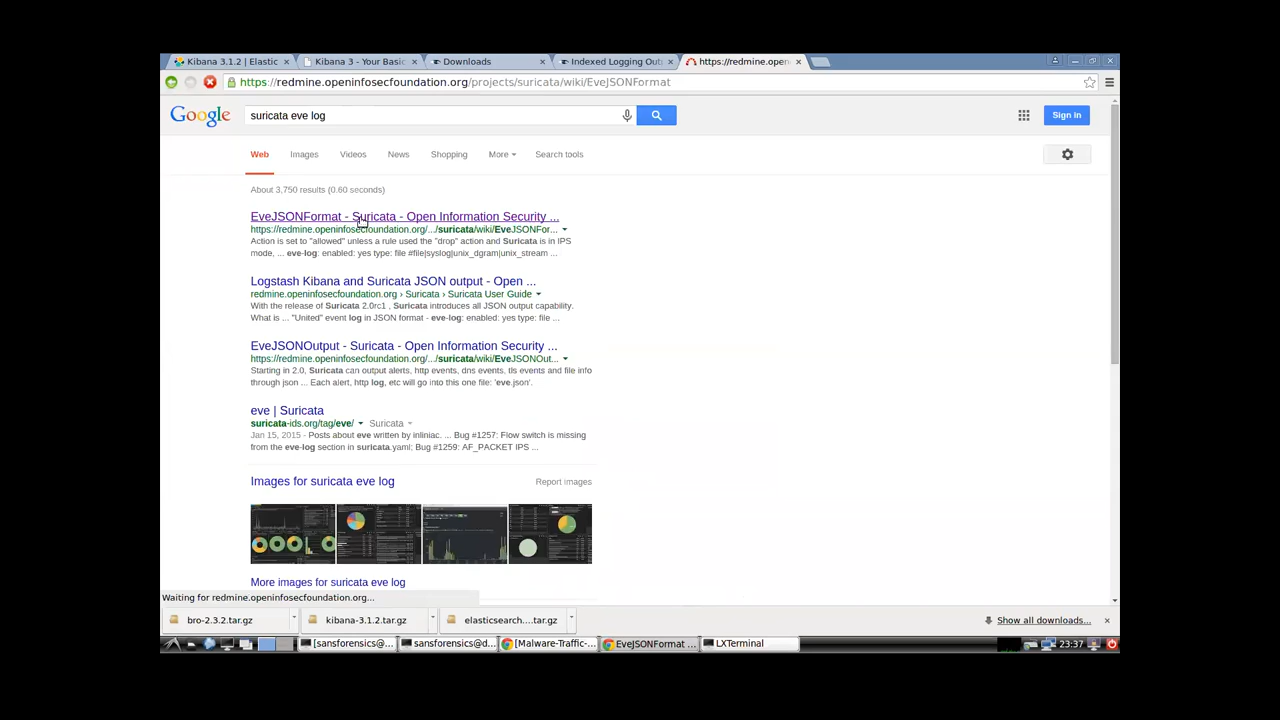 Kibana 3.1.2 | Elastic
Kibana 3 - Your Basic
Downloads
Indexed Logging Out
https://redmine.open
https://redmine.openinfosecfoundation.org/projects/suricata/wiki/EveJSONFormat
Google
suricata eve log
Sign in
Web Images Videos News Shopping More Search tools
About 3,750 results (0.60 seconds)
EveJSONFormat - Suricata - Open Information Security ...
https://redmine.openinfosecfoundation.org/.../suricata/wiki/EveJSONFor...
Action is set to "allowed" unless a rule used the "drop" action and Suricata is in IPS
mode, ... eve-log: enabled: yes type: file #file|syslog|unix_dgram|unix_stream ...
Logstash Kibana and Suricata JSON output - Open ...
redmine.openinfosecfoundation.org › Suricata › Suricata User Guide
With the release of Suricata 2.0rc1 , Suricata introduces all JSON output capability.
What is ... "United" event log in JSON format - eve-log: enabled: yes type: file ...
EveJSONOutput - Suricata - Open Information Security ...
https://redmine.openinfosecfoundation.org/.../suricata/wiki/EveJSONOut...
Starting in 2.0, Suricata can output alerts, http events, dns events, tls events and file info
through json ... Each alert, http log, etc will go into this one file: 'eve.json'.
eve | Suricata
suricata-ids.org/tag/eve/ Suricata
Jan 15, 2015 - Posts about eve written by inliniac. ... Bug #1257: Flow switch is missing
from the eve-log section in suricata.yaml; Bug #1259: AF_PACKET IPS ...
Images for suricata eve log
Report images
More images for suricata eve log
Waiting for redmine.openinfosecfoundation.org...
bro-2.3.2.tar.gz
kibana-3.1.2.tar.gz
elasticsearch....tar.gz
Show all downloads...
[sansforensics@...
sansforensics@d...
[Malware-Traffic-...
EveJSONFormat ...
LXTerminal
23:37